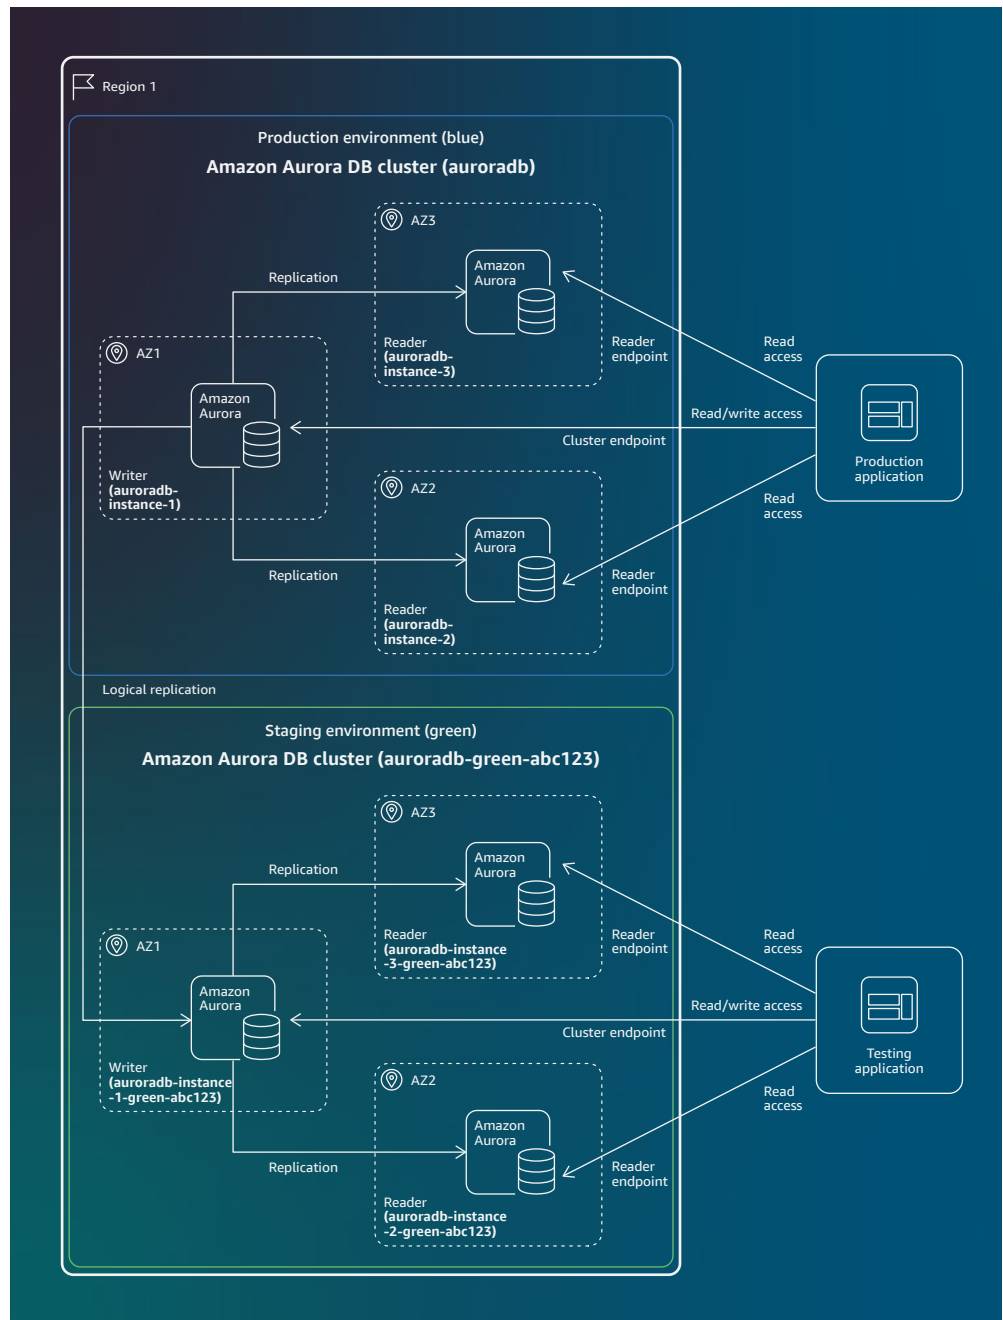 Region 1
Production environment (blue)
Amazon Aurora DB cluster (auroradb)
AZ3
Amazon
Aurora
Replication
Reader
(auroradb-
instance-3)
Reader
endpoint
Read
access
AZ1
Amazon
Aurora
Writer
(auroradb-
instance-1)
Read/write access
Cluster endpoint
Production
application
AZ2
Amazon
Aurora
Replication
Reader
(auroradb-
instance-2)
Reader
endpoint
Read
access
Logical replication
Staging environment (green)
Amazon Aurora DB cluster (auroradb-green-abc123)
AZ3
Amazon
Aurora
Replication
Reader
(auroradb-instance
-3-green-abc123)
Reader
endpoint
Read
access
AZ1
Amazon
Aurora
Writer
(auroradb-instance
-1-green-abc123)
Read/write access
Cluster endpoint
Testing
application
AZ2
Amazon
Aurora
Replication
Reader
(auroradb-instance
-2-green-abc123)
Reader
endpoint
Read
access